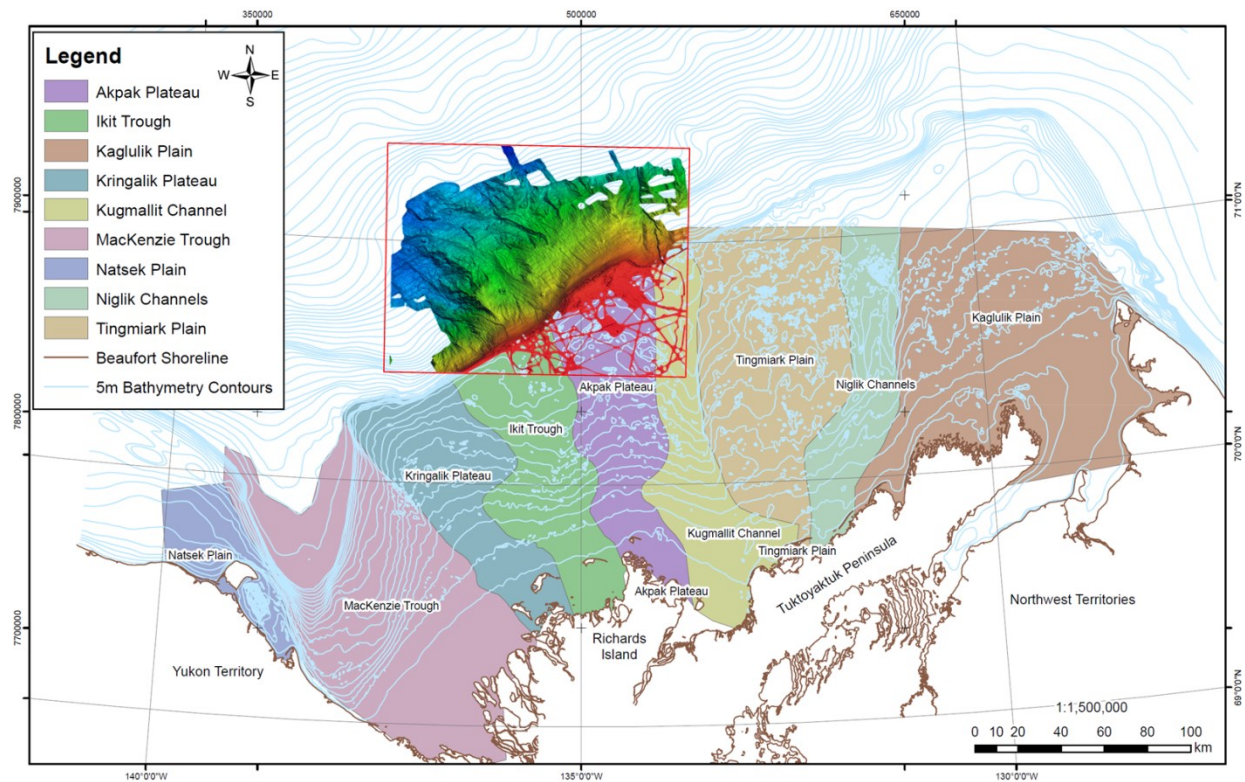 350000
500000
650000
Legend
N
W
E
S
Akpak Plateau
Ikit Trough
Kaglulik Plain
Kringalik Plateau
Kugmallit Channel
MacKenzie Trough
Natsek Plain
Niglik Channels
Tingmiark Plain
Beaufort Shoreline
5m Bathymetry Contours
7900000
71°0'0"N
Kaglulik Plain
Tingmiark Plain
Akpak Plateau
Niglik Channels
7800000
70°0'0"N
Ikit Trough
Kringalik Plateau
Kugmallit Channel
Natsek Plain
Tingmiark Plain
Tuktoyaktuk Peninsula
Akpak Plateau
MacKenzie Trough
Northwest Territories
7700000
Richards
Island
Yukon Territory
69°0'0"N
1:1,500,000
0 10 20 40 60 80 100
km
140°0'0"W
135°0'0"W
130°0'0"W